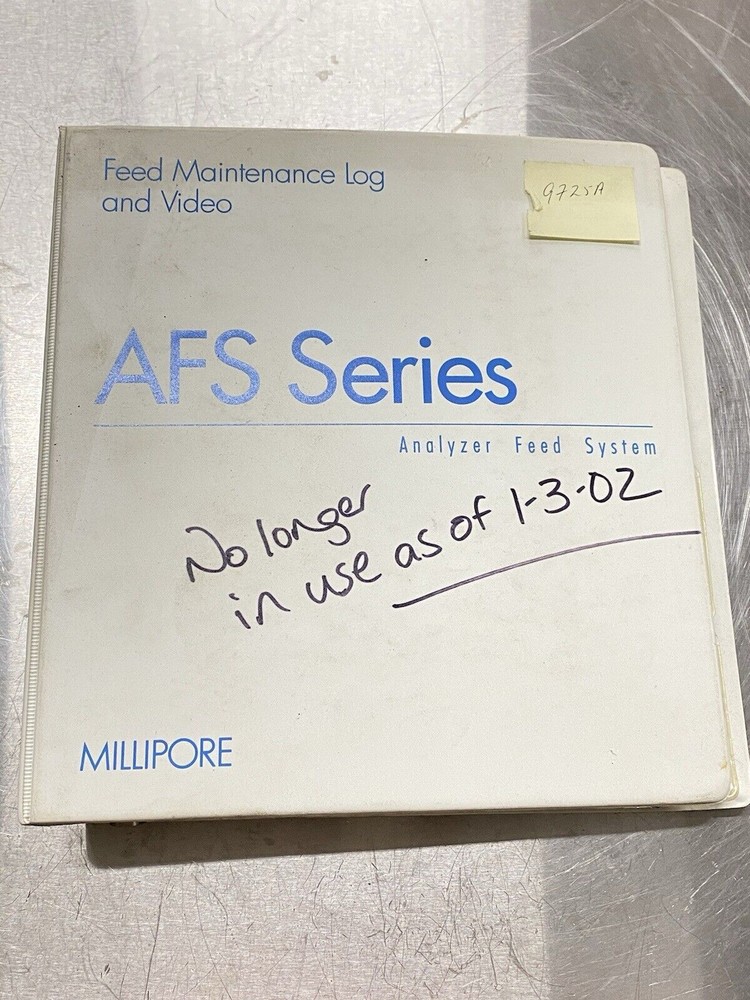 Feed Maintenance Log
and Video
9725A
AFS Series
Analyzer Feed System
No longer
in use as of 1-3-02
MILLIPORE